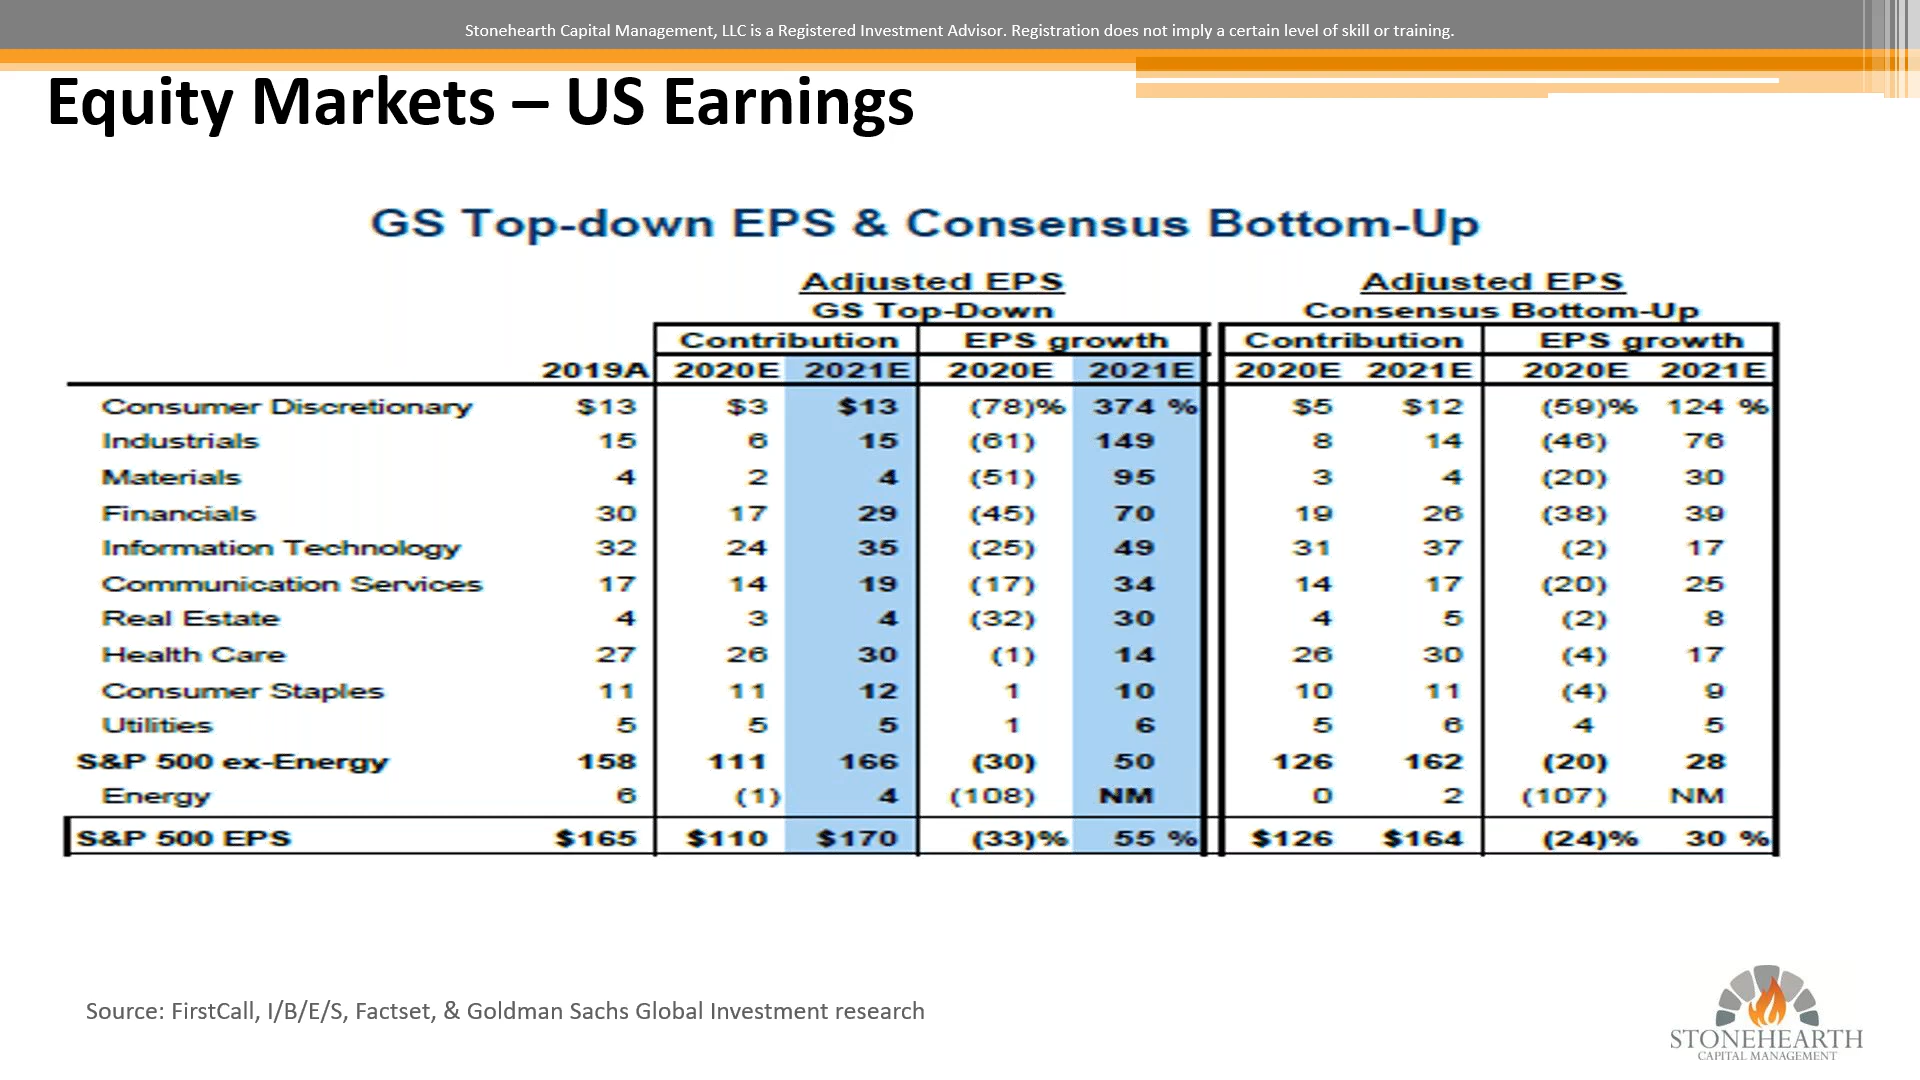 Stonehearth Capital Management, LLC is a Registered Investment Advisor. Registration does not imply a certain level of skill or training.
Equity Markets – US Earnings
GS Top-down EPS & Consensus Bottom-Up
Adjusted EPS Adjusted EPS
GS Top-Down Consensus Bottom-Up
Contribution EPS growth Contribution EPS growth
2019A 2020E 2021E 2020E 2021E 2020E 2021E 2020E 2021E
Consumer Discretionary $13 $3 $13 (78)% 374 % $5 $12 (59)% 124 %
Industrials 15 6 15 (61) 149 8 14 (46) 76
Materials 4 2 4 (51) 95 3 4 (20) 30
Financials 30 17 29 (45) 70 19 26 (38) 39
Information Technology 32 24 35 (25) 49 31 37 (2) 17
Communication Services 17 14 19 (17) 34 14 17 (20) 25
Real Estate 4 3 4 (32) 30 4 5 (2) 8
Health Care 27 26 30 (1) 14 26 30 (4) 17
Consumer Staples 11 11 12 1 10 10 11 (4) 9
Utilities 5 5 5 1 6 5 6 4 5
S&P 500 ex-Energy 158 111 166 (30) 50 126 162 (20) 28
Energy 6 (1) 4 (108) NM 0 2 (107) NM
S&P 500 EPS $165 $110 $170 (33)% 55 % $126 $164 (24)% 30 %
Source: FirstCall, I/B/E/S, Factset, & Goldman Sachs Global Investment research
STONEHEARTH
CAPITAL MANAGEMENT